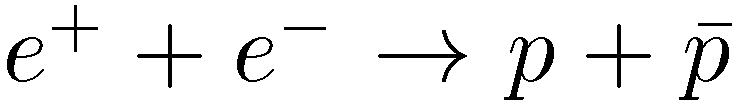 e⁺ + e⁻ → p + p̄